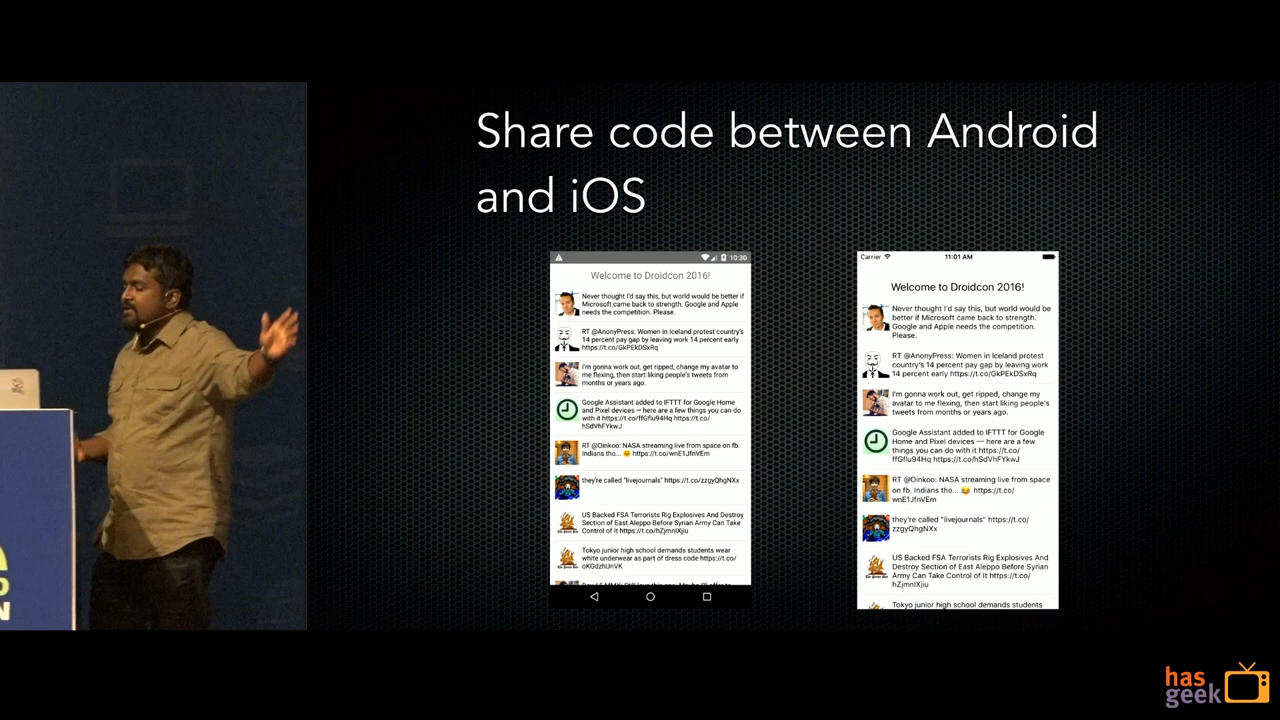 Share code between Android
and iOS
10:30
Welcome to Droidcon 2016!
Never thought I'd say this, but world would be better if
Microsoft came back to strength. Google and Apple
needs the competition. Please.
RT @AnonyPress: Women in Iceland protest country's
14 percent pay gap by leaving work 14 percent early
https://t.co/GkPEkDSxRq
I'm gonna work out, get ripped, change my avatar to
me flexing, then start liking people's tweets from
months or years ago.
Google Assistant added to IFTTT for Google Home
and Pixel devices — here are a few things you can do
with it https://t.co/ffGflu94Hq https://t.co/
hSdVhFYkwJ
RT @Oinkoo: NASA streaming live from space on fb.
Indians tho... 😂 https://t.co/wnE1JfnVEm
they're called "livejournals" https://t.co/zzgyQhgNXx
US Backed FSA Terrorists Rig Explosives And Destroy
Section of East Aleppo Before Syrian Army Can Take
Control of It https://t.co/hZjmnlXjiu
Tokyo junior high school demands students wear
white underwear as part of dress code https://t.co/
oKGdzhUnVK
Carrier 11:01 AM
Welcome to Droidcon 2016!
Never thought I'd say this, but world would be
better if Microsoft came back to strength.
Google and Apple needs the competition.
Please.
RT @AnonyPress: Women in Iceland protest
country's 14 percent pay gap by leaving work
14 percent early https://t.co/GkPEkDSxRq
I'm gonna work out, get ripped, change my
avatar to me flexing, then start liking people's
tweets from months or years ago.
Google Assistant added to IFTTT for Google
Home and Pixel devices — here are a few
things you can do with it https://t.co/
ffGflu94Hq https://t.co/hSdVhFYkwJ
RT @Oinkoo: NASA streaming live from space
on fb. Indians tho... 😂 https://t.co/
wnE1JfnVEm
they're called "livejournals" https://t.co/
zzgyQhgNXx
US Backed FSA Terrorists Rig Explosives And
Destroy Section of East Aleppo Before Syrian
Army Can Take Control of It https://t.co/
hZjmnlXjiu
Tokyo junior high school demands students
has
geek